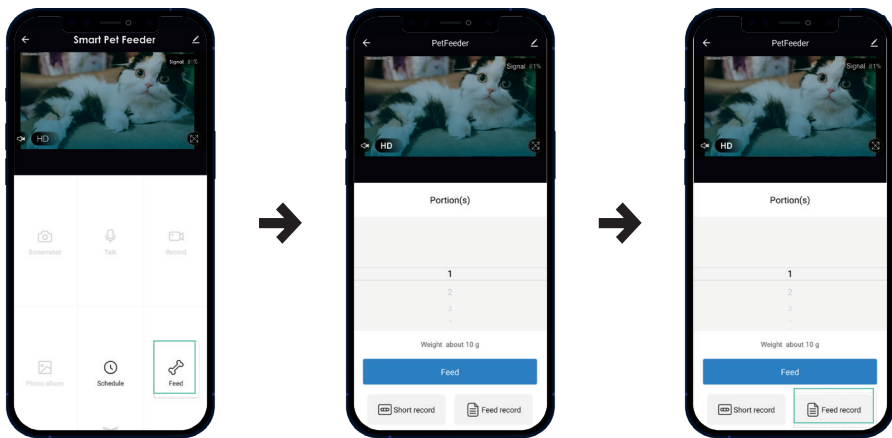 Smart Pet Feeder
Signal 81%
HD
Screenshot
Talk
Record
Photo album
Schedule
Feed
PetFeeder
Signal 81%
HD
Portion(s)
1
2
3
Weight about 10 g
Feed
Short record
Feed record
PetFeeder
Signal 81%
HD
Portion(s)
1
2
3
Weight about 10 g
Feed
Short record
Feed record